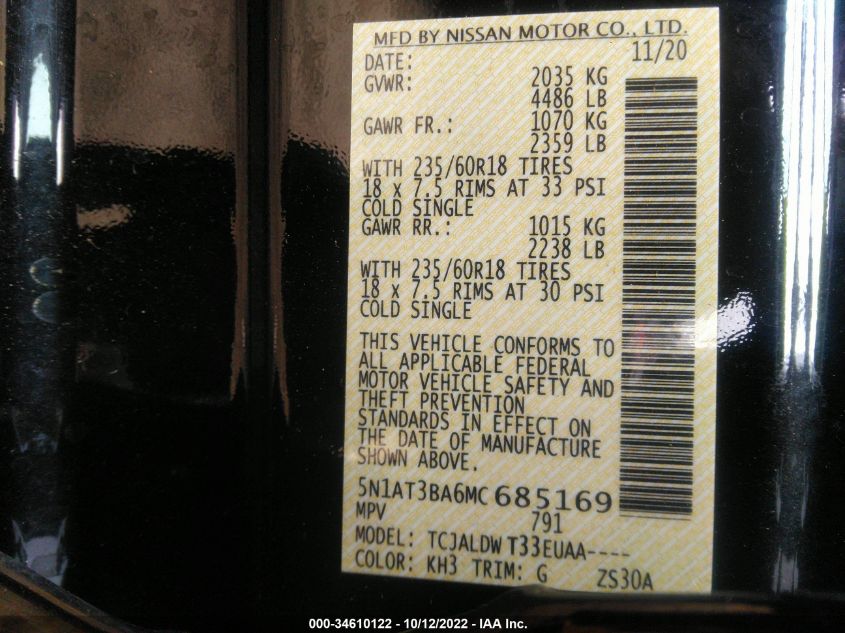 MFD BY NISSAN MOTOR CO., LTD.
DATE: 11/20
GVWR: 2035 KG
4486 LB
GAWR FR.: 1070 KG
2359 LB
WITH 235/60R18 TIRES
18 x 7.5 RIMS AT 33 PSI
COLD SINGLE
GAWR RR.: 1015 KG
2238 LB
WITH 235/60R18 TIRES
18 x 7.5 RIMS AT 30 PSI
COLD SINGLE
THIS VEHICLE CONFORMS TO
ALL APPLICABLE FEDERAL
MOTOR VEHICLE SAFETY AND
THEFT PREVENTION
STANDARDS IN EFFECT ON
THE DATE OF MANUFACTURE
SHOWN ABOVE.
5N1AT3BA6MC 685169
MPV 791
MODEL: TCJALDW T33EUAA----
COLOR: KH3 TRIM: G ZS30A
000-34610122 - 10/12/2022 - IAA Inc.